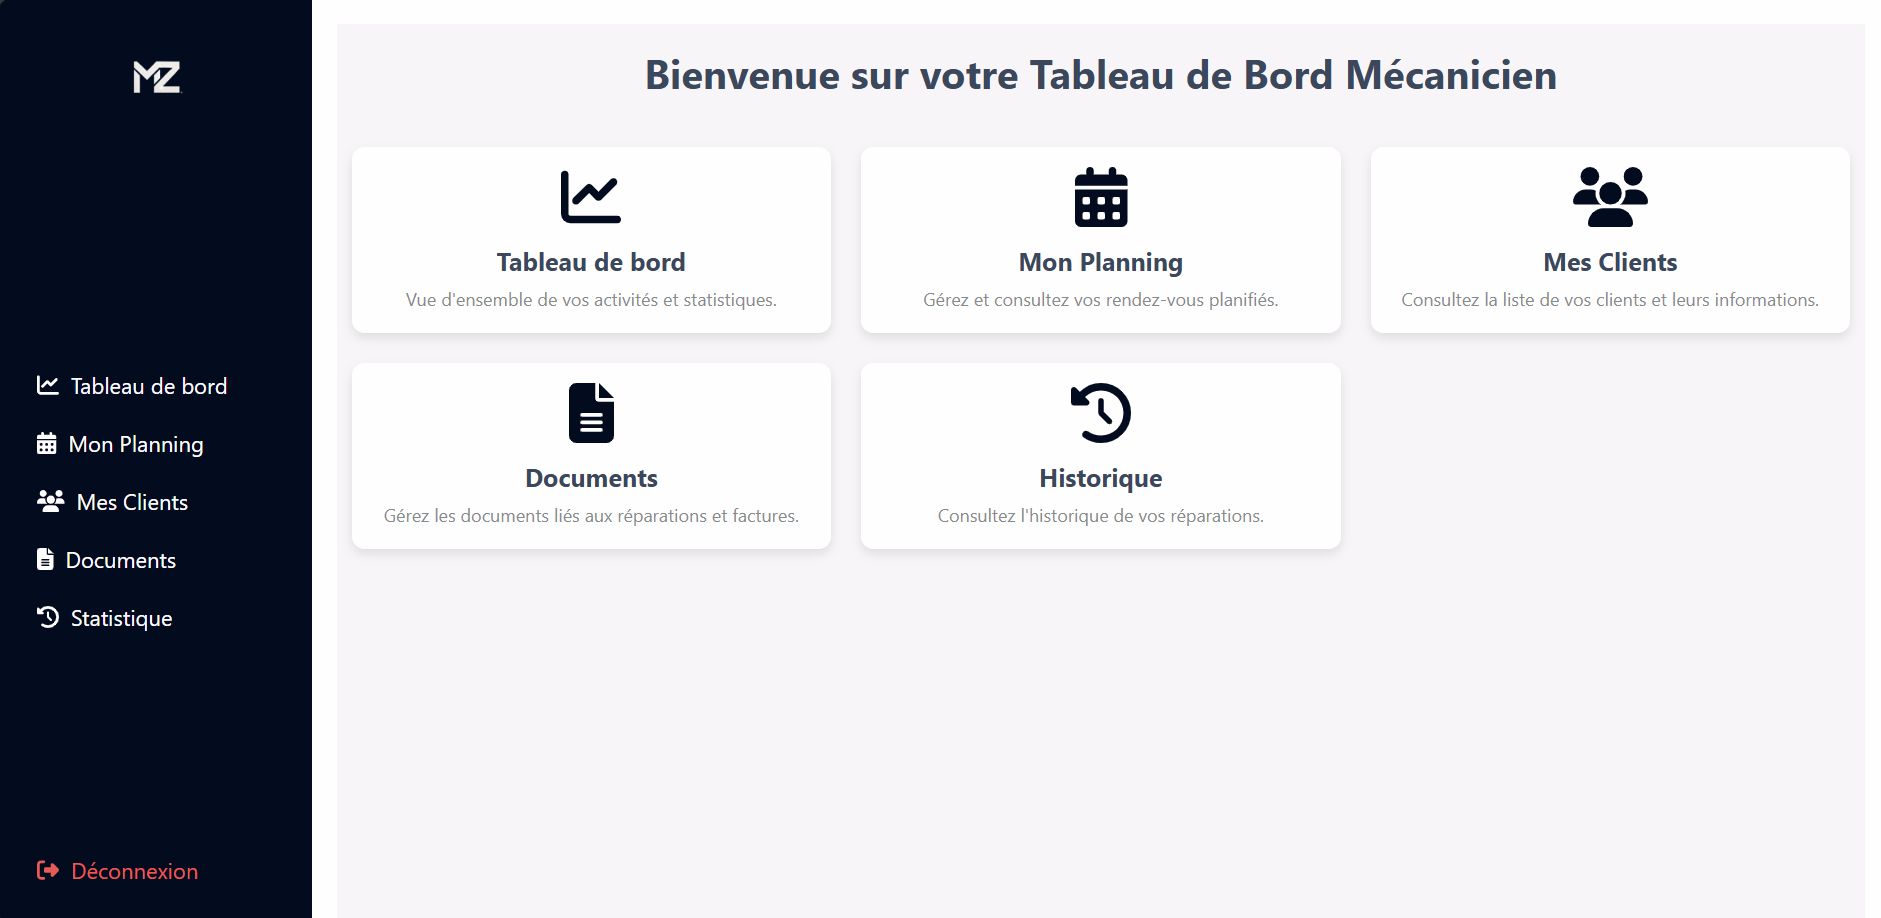 MZ
Tableau de bord
Mon Planning
Mes Clients
Documents
Statistique
Déconnexion
Bienvenue sur votre Tableau de Bord Mécanicien
Tableau de bord
Vue d'ensemble de vos activités et statistiques.
Mon Planning
Gérez et consultez vos rendez-vous planifiés.
Mes Clients
Consultez la liste de vos clients et leurs informations.
Documents
Gérez les documents liés aux réparations et factures.
Historique
Consultez l'historique de vos réparations.